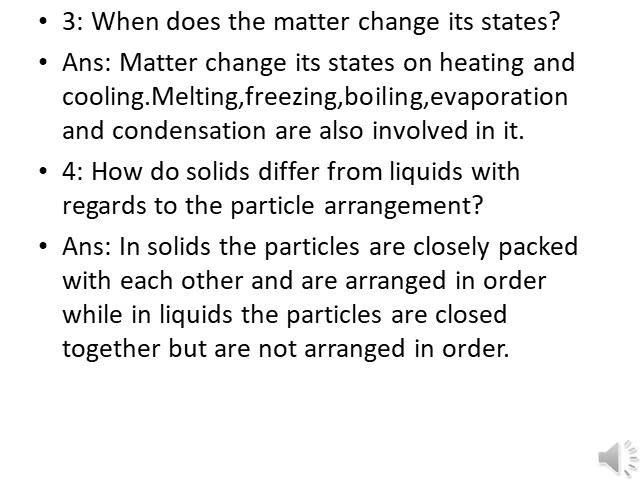 • 3: When does the matter change its states?
• Ans: Matter change its states on heating and
cooling.Melting,freezing,boiling,evaporation
and condensation are also involved in it.
• 4: How do solids differ from liquids with
regards to the particle arrangement?
• Ans: In solids the particles are closely packed
with each other and are arranged in order
while in liquids the particles are closed
together but are not arranged in order.